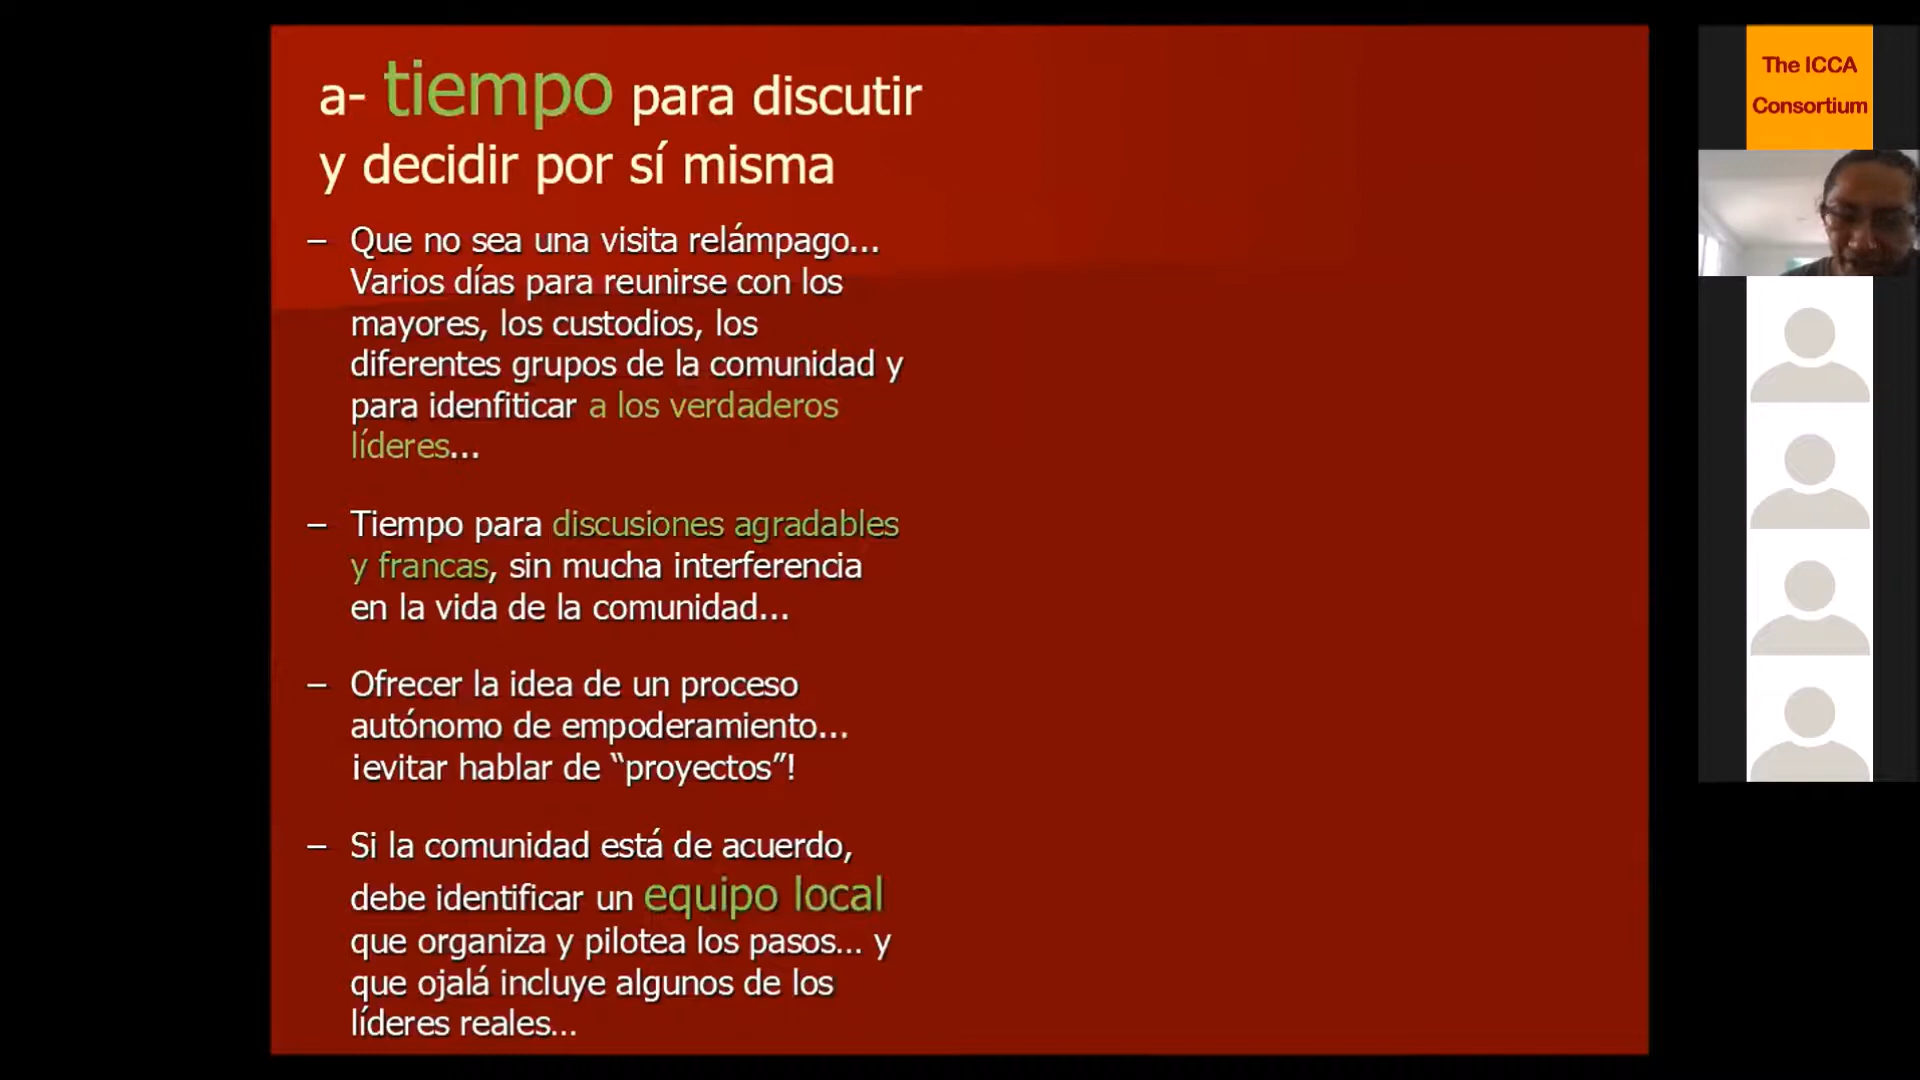 a- tiempo para discutir
y decidir por sí misma
– Que no sea una visita relámpago...
Varios días para reunirse con los
mayores, los custodios, los
diferentes grupos de la comunidad y
para idenfiticar a los verdaderos
líderes...
– Tiempo para discusiones agradables
y francas, sin mucha interferencia
en la vida de la comunidad...
– Ofrecer la idea de un proceso
autónomo de empoderamiento...
¡evitar hablar de “proyectos”!
– Si la comunidad está de acuerdo,
debe identificar un equipo local
que organiza y pilotea los pasos... y
que ojalá incluye algunos de los
líderes reales...
The ICCA
Consortium